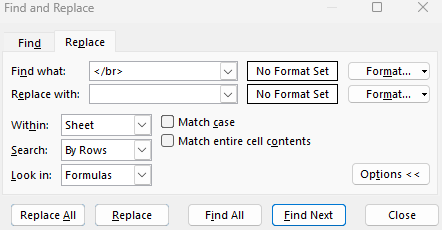 Find and Replace
Find Replace
Find what: </br> No Format Set Format...
Replace with: No Format Set Format...
Within: Sheet Match case
Search: By Rows Match entire cell contents
Look in: Formulas Options <<
Replace All Replace Find All Find Next Close